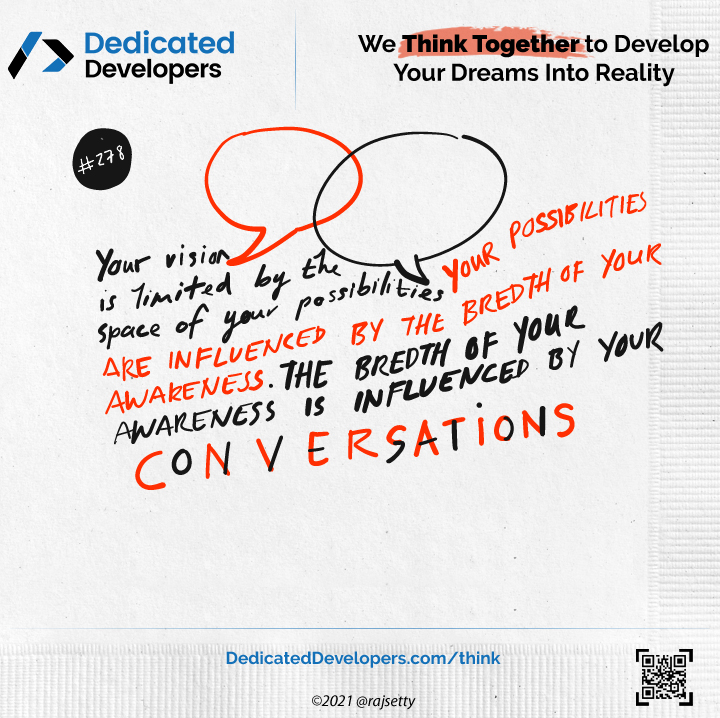 Dedicated
Developers
We Think Together to Develop
Your Dreams Into Reality
#278
Your vision
is limited by the
space of your possibilities
YOUR POSSIBILITIES
ARE INFLUENCED BY THE BREDTH OF YOUR
AWARENESS. THE BREDTH OF YOUR
AWARENESS IS INFLUENCED BY YOUR
CONVERSATIONS
DedicatedDevelopers.com/think
©2021 @rajsetty